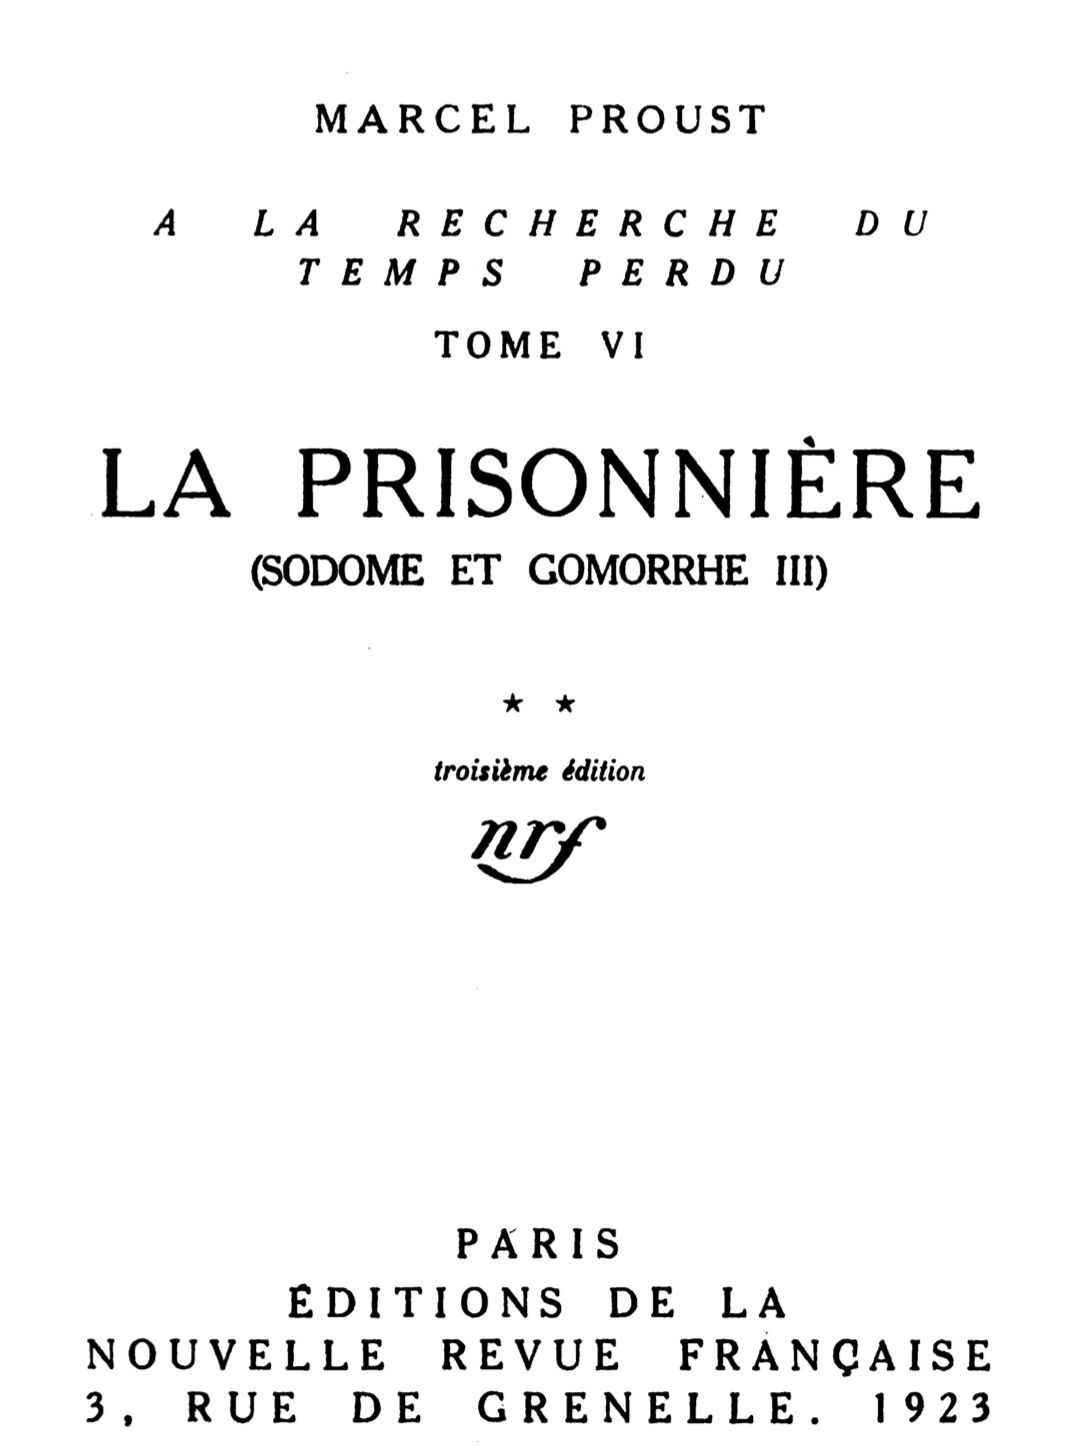 MARCEL PROUST
A LA RECHERCHE DU
TEMPS PERDU
TOME VI
LA PRISONNIÈRE
(SODOME ET GOMORRHE III)
★ ★
troisième édition
nrf
PARIS
ÉDITIONS DE LA
NOUVELLE REVUE FRANÇAISE
3, RUE DE GRENELLE. 1923